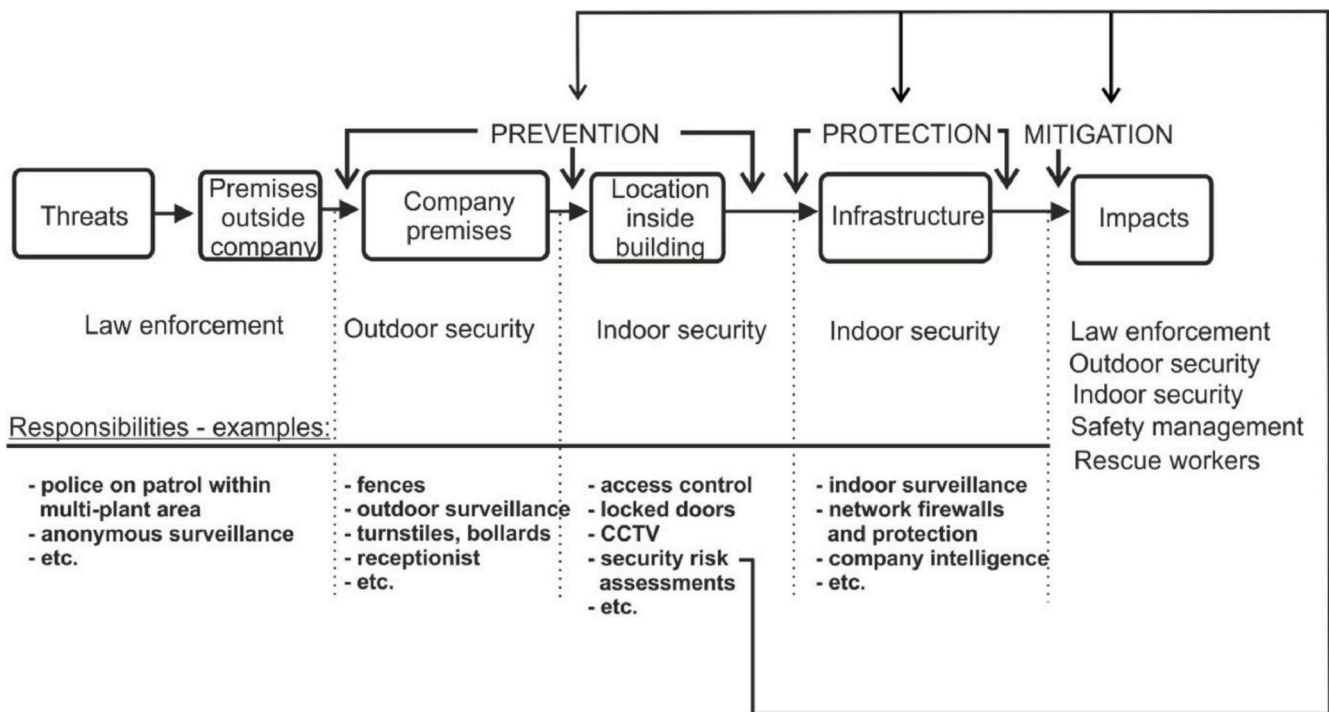 PREVENTION
PROTECTION
MITIGATION
Threats
Premises
outside
company
Company
premises
Location
inside
building
Infrastructure
Impacts
Law enforcement
Outdoor security
Indoor security
Indoor security
Law enforcement
Outdoor security
Indoor security
Safety management
Rescue workers
Responsibilities - examples:
- police on patrol within
multi-plant area
- anonymous surveillance
- etc.
- fences
- outdoor surveillance
- turnstiles, bollards
- receptionist
- etc.
- access control
- locked doors
- CCTV
- security risk
assessments
- etc.
- indoor surveillance
- network firewalls
and protection
- company intelligence
- etc.